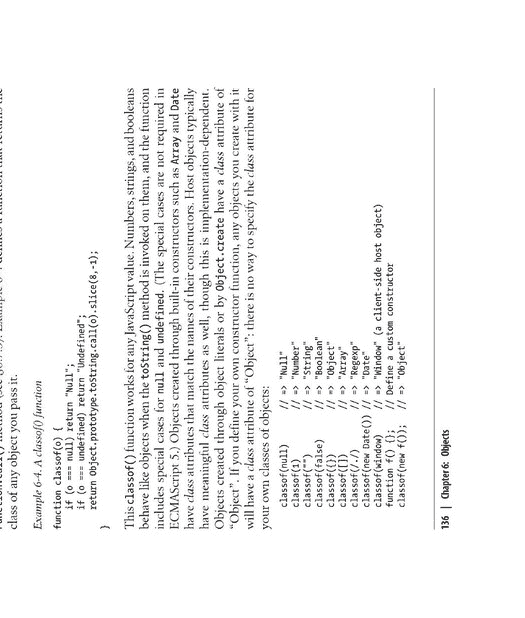 class of any object you pass it.
Example 6-4. A classof() function
function classof(o) {
if (o === null) return "Null";
if (o === undefined) return "Undefined";
return Object.prototype.toString.call(o).slice(8,-1);
}
This classof() function works for any JavaScript value. Numbers, strings, and booleans
behave like objects when the toString() method is invoked on them, and the function
includes special cases for null and undefined. (The special cases are not required in
ECMAScript 5.) Objects created through built-in constructors such as Array and Date
have class attributes that match the names of their constructors. Host objects typically
have meaningful class attributes as well, though this is implementation-dependent.
Objects created through object literals or by Object.create have a class attribute of
"Object". If you define your own constructor function, any objects you create with it
will have a class attribute of "Object": there is no way to specify the class attribute for
your own classes of objects:
classof(null) // => "Null"
classof(1) // => "Number"
classof("") // => "String"
classof(false) // => "Boolean"
classof({}) // => "Object"
classof([]) // => "Array"
classof(/./) // => "Regexp"
classof(new Date()) // => "Date"
classof(window) // => "Window" (a client-side host object)
function f() {}; // Define a custom constructor
classof(new f()); // => "Object"
136 | Chapter 6: Objects